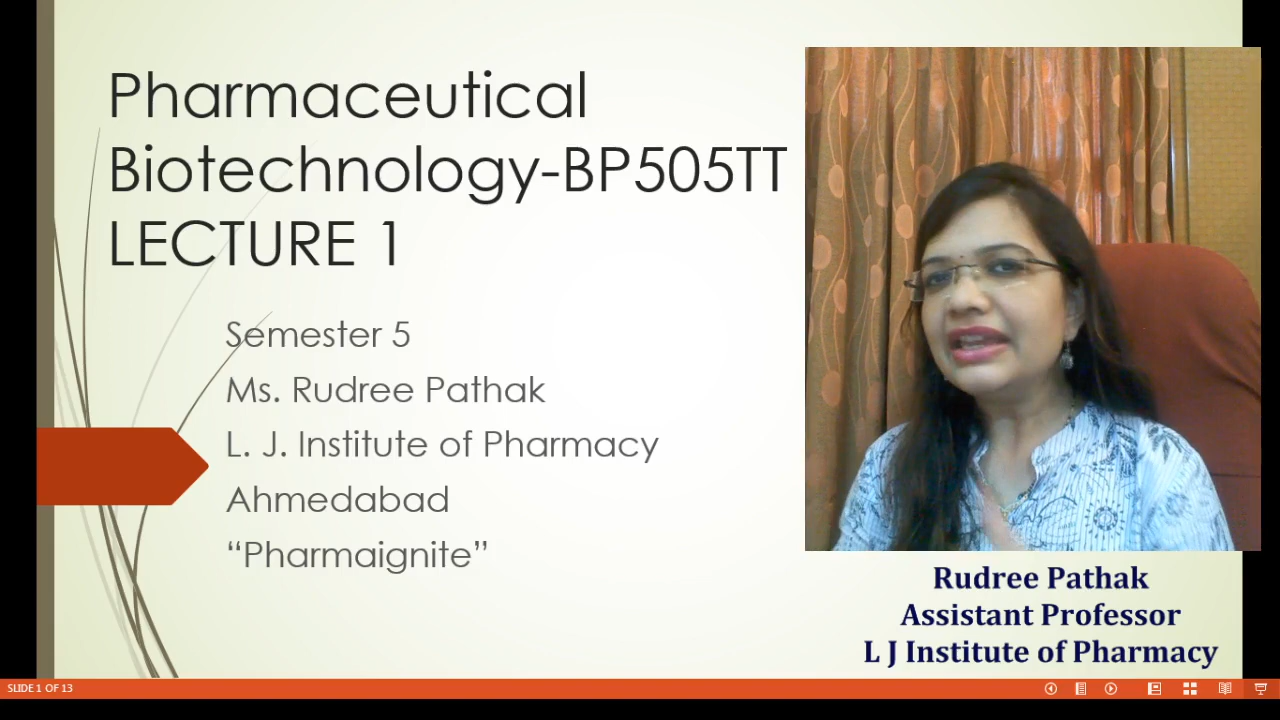 Pharmaceutical
Biotechnology-BP505TT
LECTURE 1
Semester 5
Ms. Rudree Pathak
L. J. Institute of Pharmacy
Ahmedabad
“Pharmaignite”
Rudree Pathak
Assistant Professor
L J Institute of Pharmacy
SLIDE 1 OF 13